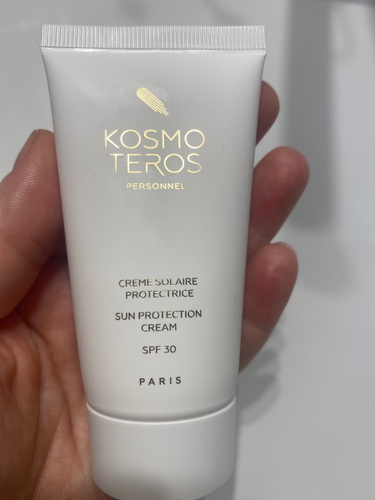 KOSMO
TEROS
PERSONNEL
CREME SOLAIRE
PROTECTRICE
SUN PROTECTION
CREAM
SPF 30
PARIS